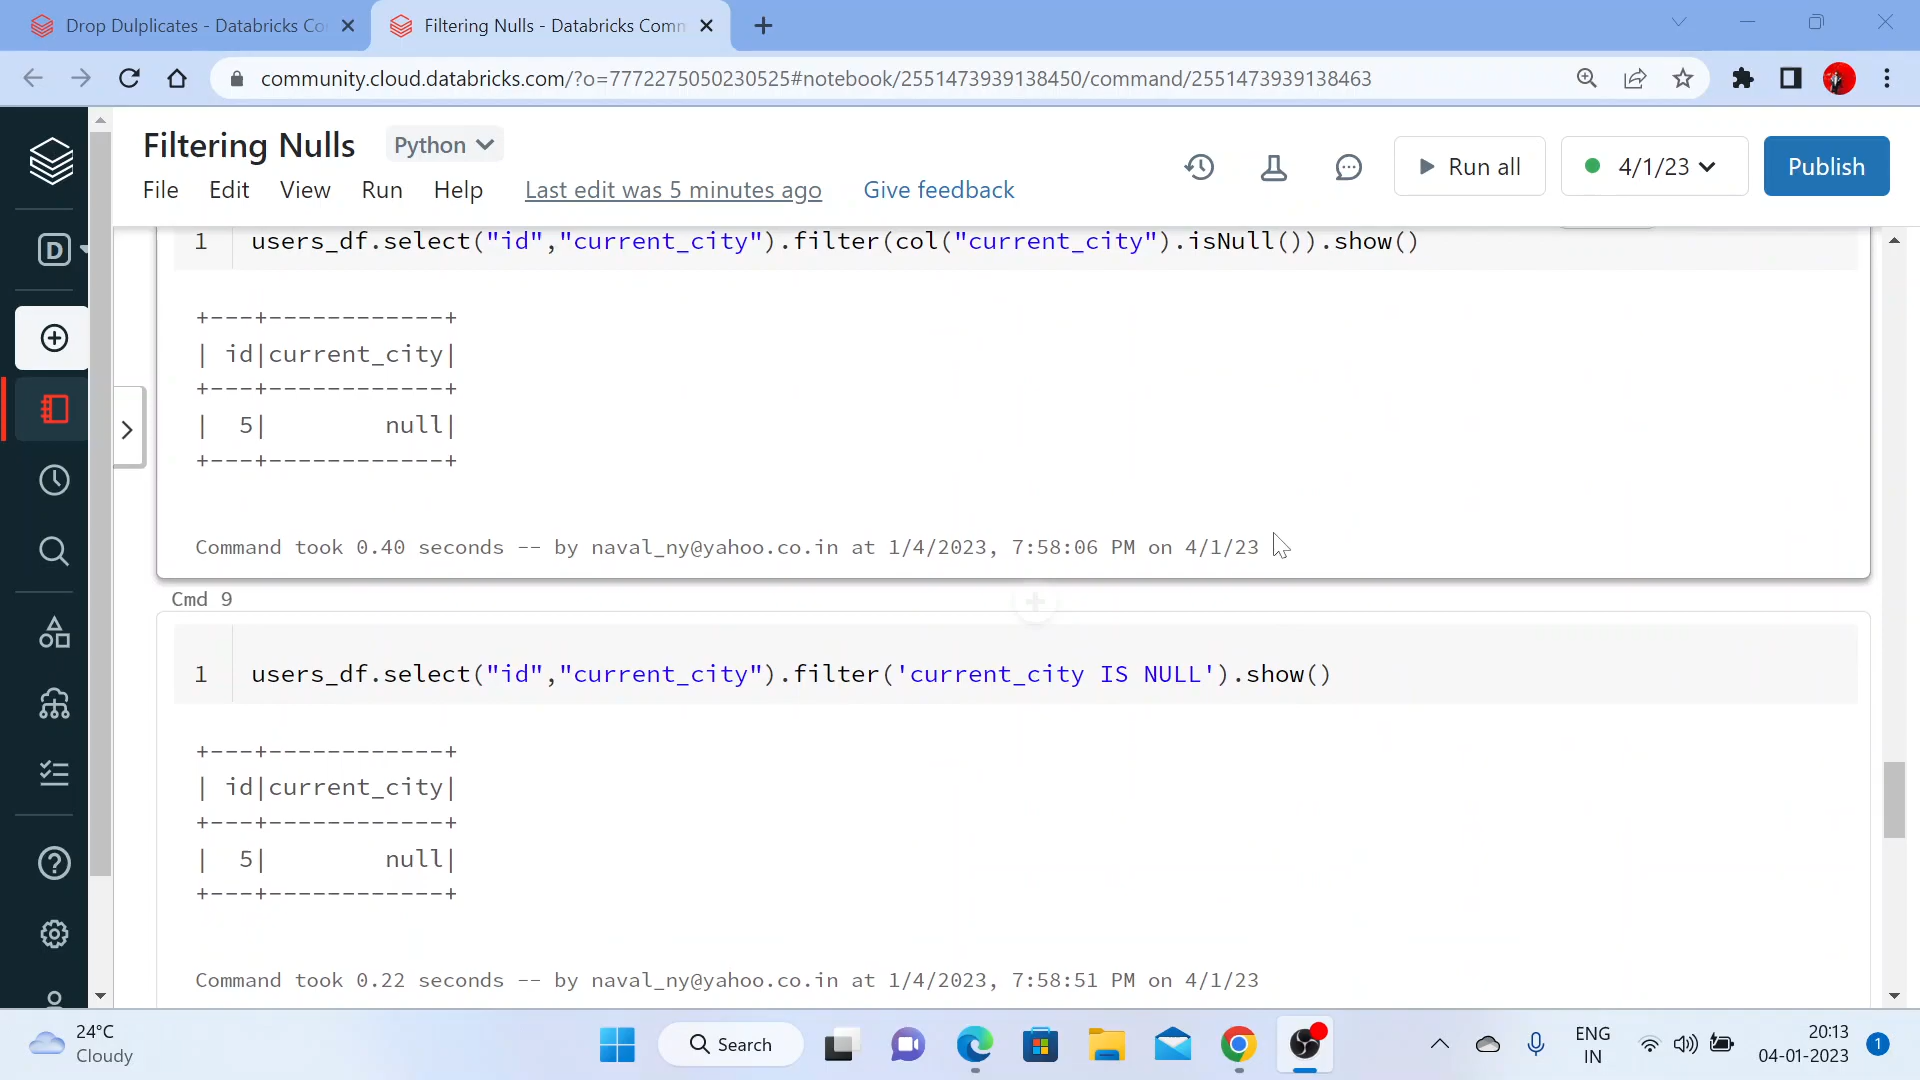 Drop Dulplicates - Databricks Co
Filtering Nulls - Databricks Comm
community.cloud.databricks.com/?o=7772275050230525#notebook/2551473939138450/command/2551473939138463
Filtering Nulls
Python
File Edit View Run Help Last edit was 5 minutes ago Give feedback
Run all
4/1/23
Publish
D
1 users_df.select("id","current_city").filter(col("current_city").isNull()).show()
+---+------------+
| id|current_city|
+---+------------+
| 5| null|
+---+------------+
Command took 0.40 seconds -- by naval_ny@yahoo.co.in at 1/4/2023, 7:58:06 PM on 4/1/23
Cmd 9
1 users_df.select("id","current_city").filter('current_city IS NULL').show()
+---+------------+
| id|current_city|
+---+------------+
| 5| null|
+---+------------+
Command took 0.22 seconds -- by naval_ny@yahoo.co.in at 1/4/2023, 7:58:51 PM on 4/1/23
24°C
Cloudy
Search
ENG
IN
20:13
04-01-2023
1